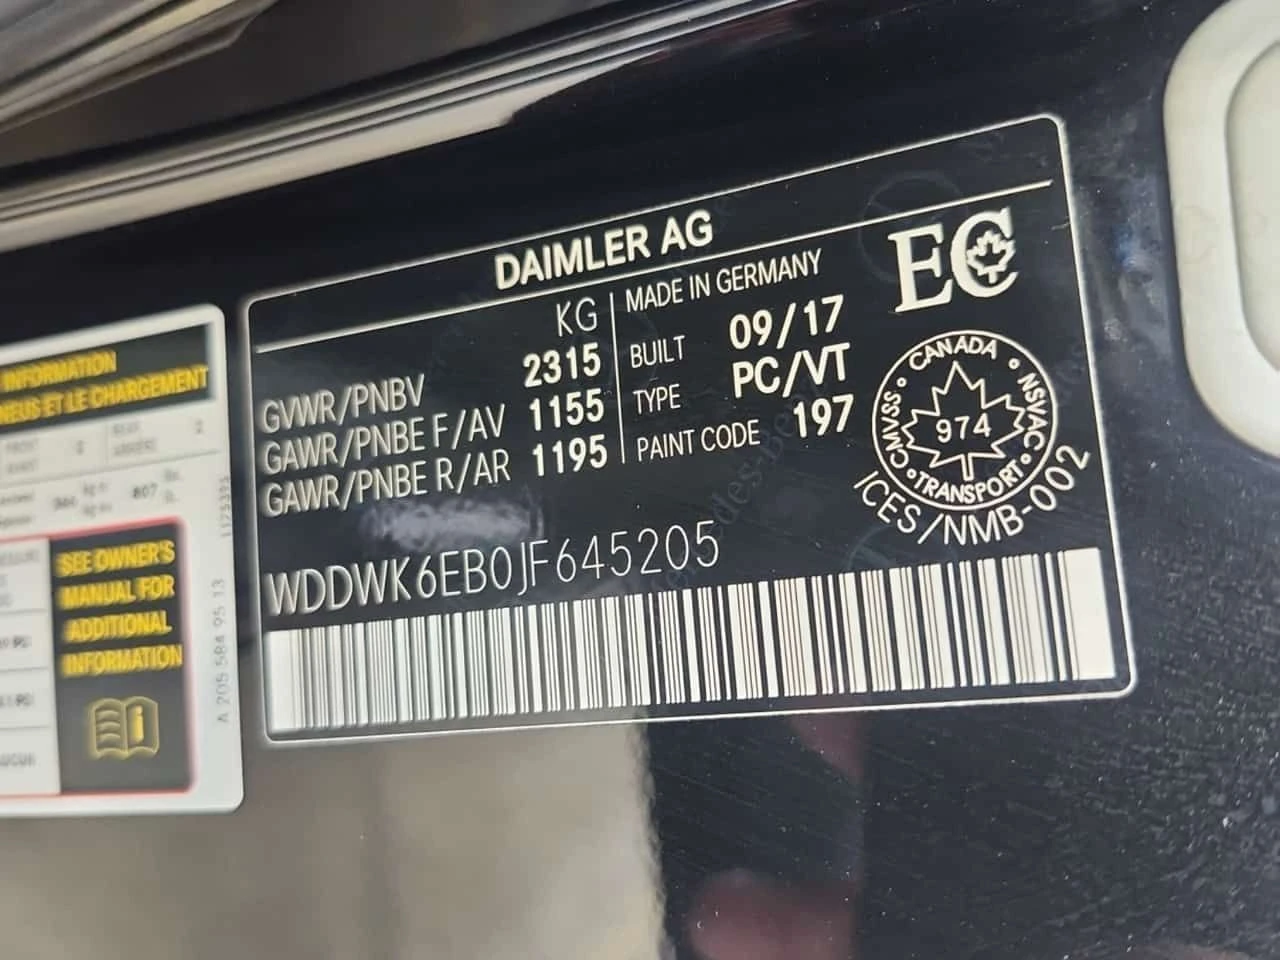 DAIMLER AG
KG
GVWR/PNBV 2315
GAWR/PNBE F/AV 1155
GAWR/PNBE R/AR 1195
MADE IN GERMANY
BUILT 09/17
TYPE PC/VT
PAINT CODE 197
EC
CANADA
CMVSS
NSVAC
974
TRANSPORT
ICES/NMB-002
WDDWK6EB0JF645205
INFORMATION
NEUS ET LE CHARGEMENT
807
SEE OWNER'S
MANUAL FOR
ADDITIONAL
INFORMATION
i
A 205 584 95 13